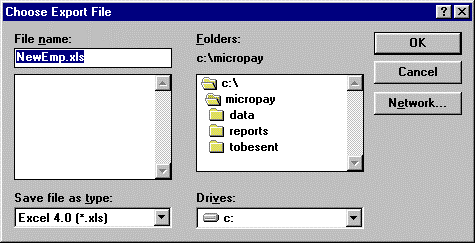 Choose Export File
File name:
NewEmp.xls
Folders:
c:\micropay
c:\
micropay
data
reports
tobesent
OK
Cancel
Network...
Save file as type:
Excel 4.0 (*.xls)
Drives:
c: